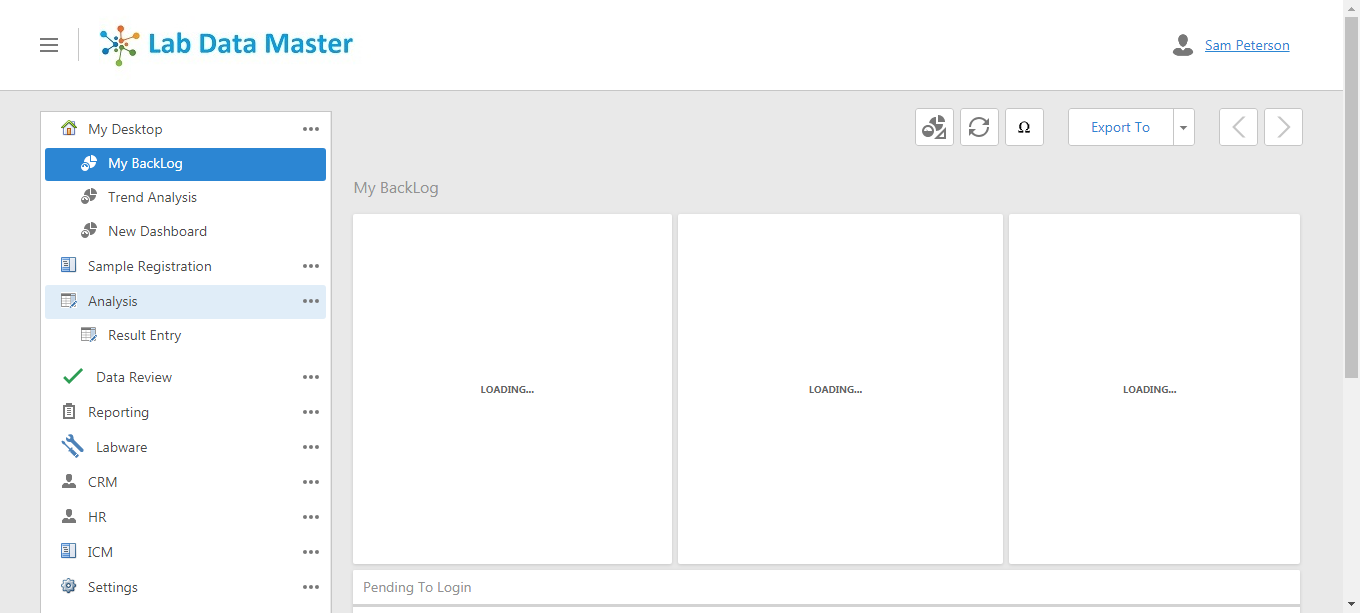 Lab Data Master
Sam Peterson
My Desktop
My BackLog
Trend Analysis
New Dashboard
Sample Registration
Analysis
Result Entry
Data Review
Reporting
Labware
CRM
HR
ICM
Settings
Ω
Export To
My BackLog
LOADING...
LOADING...
LOADING...
Pending To Login